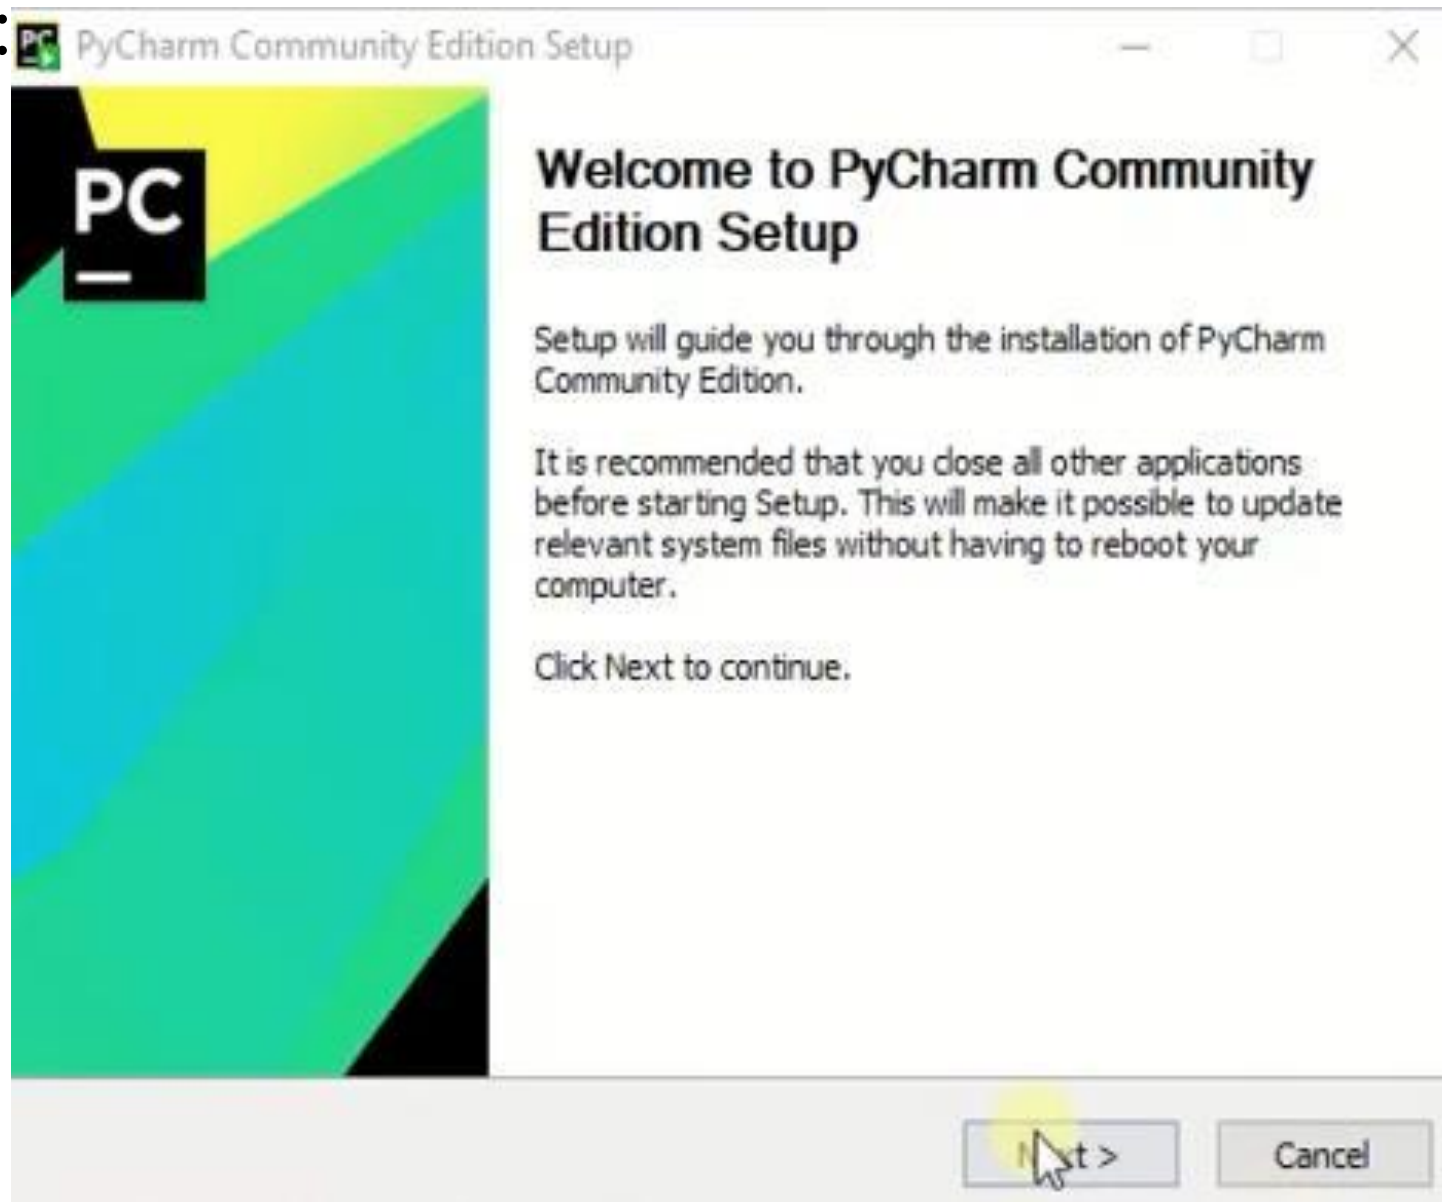 PyCharm Community Edition Setup
PC
Welcome to PyCharm Community
Edition Setup
Setup will guide you through the installation of PyCharm
Community Edition.
It is recommended that you close all other applications
before starting Setup. This will make it possible to update
relevant system files without having to reboot your
computer.
Click Next to continue.
Next >
Cancel